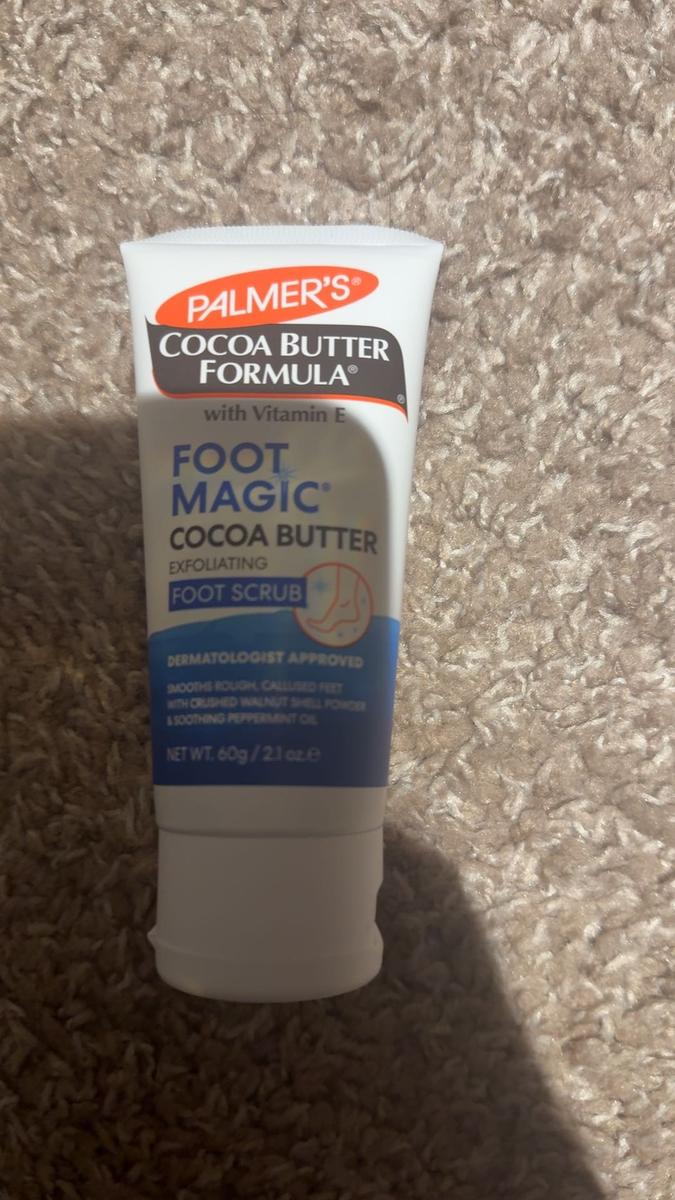 PALMER'S®
COCOA BUTTER
FORMULA®
®
with Vitamin E
FOOT
MAGIC®
COCOA BUTTER
EXFOLIATING
FOOT SCRUB
DERMATOLOGIST APPROVED
SMOOTHS ROUGH, CALLUSED FEET
WITH CRUSHED WALNUT SHELL POWDER
& SOOTHING PEPPERMINT OIL
NET WT. 60g / 2.1 oz.℮